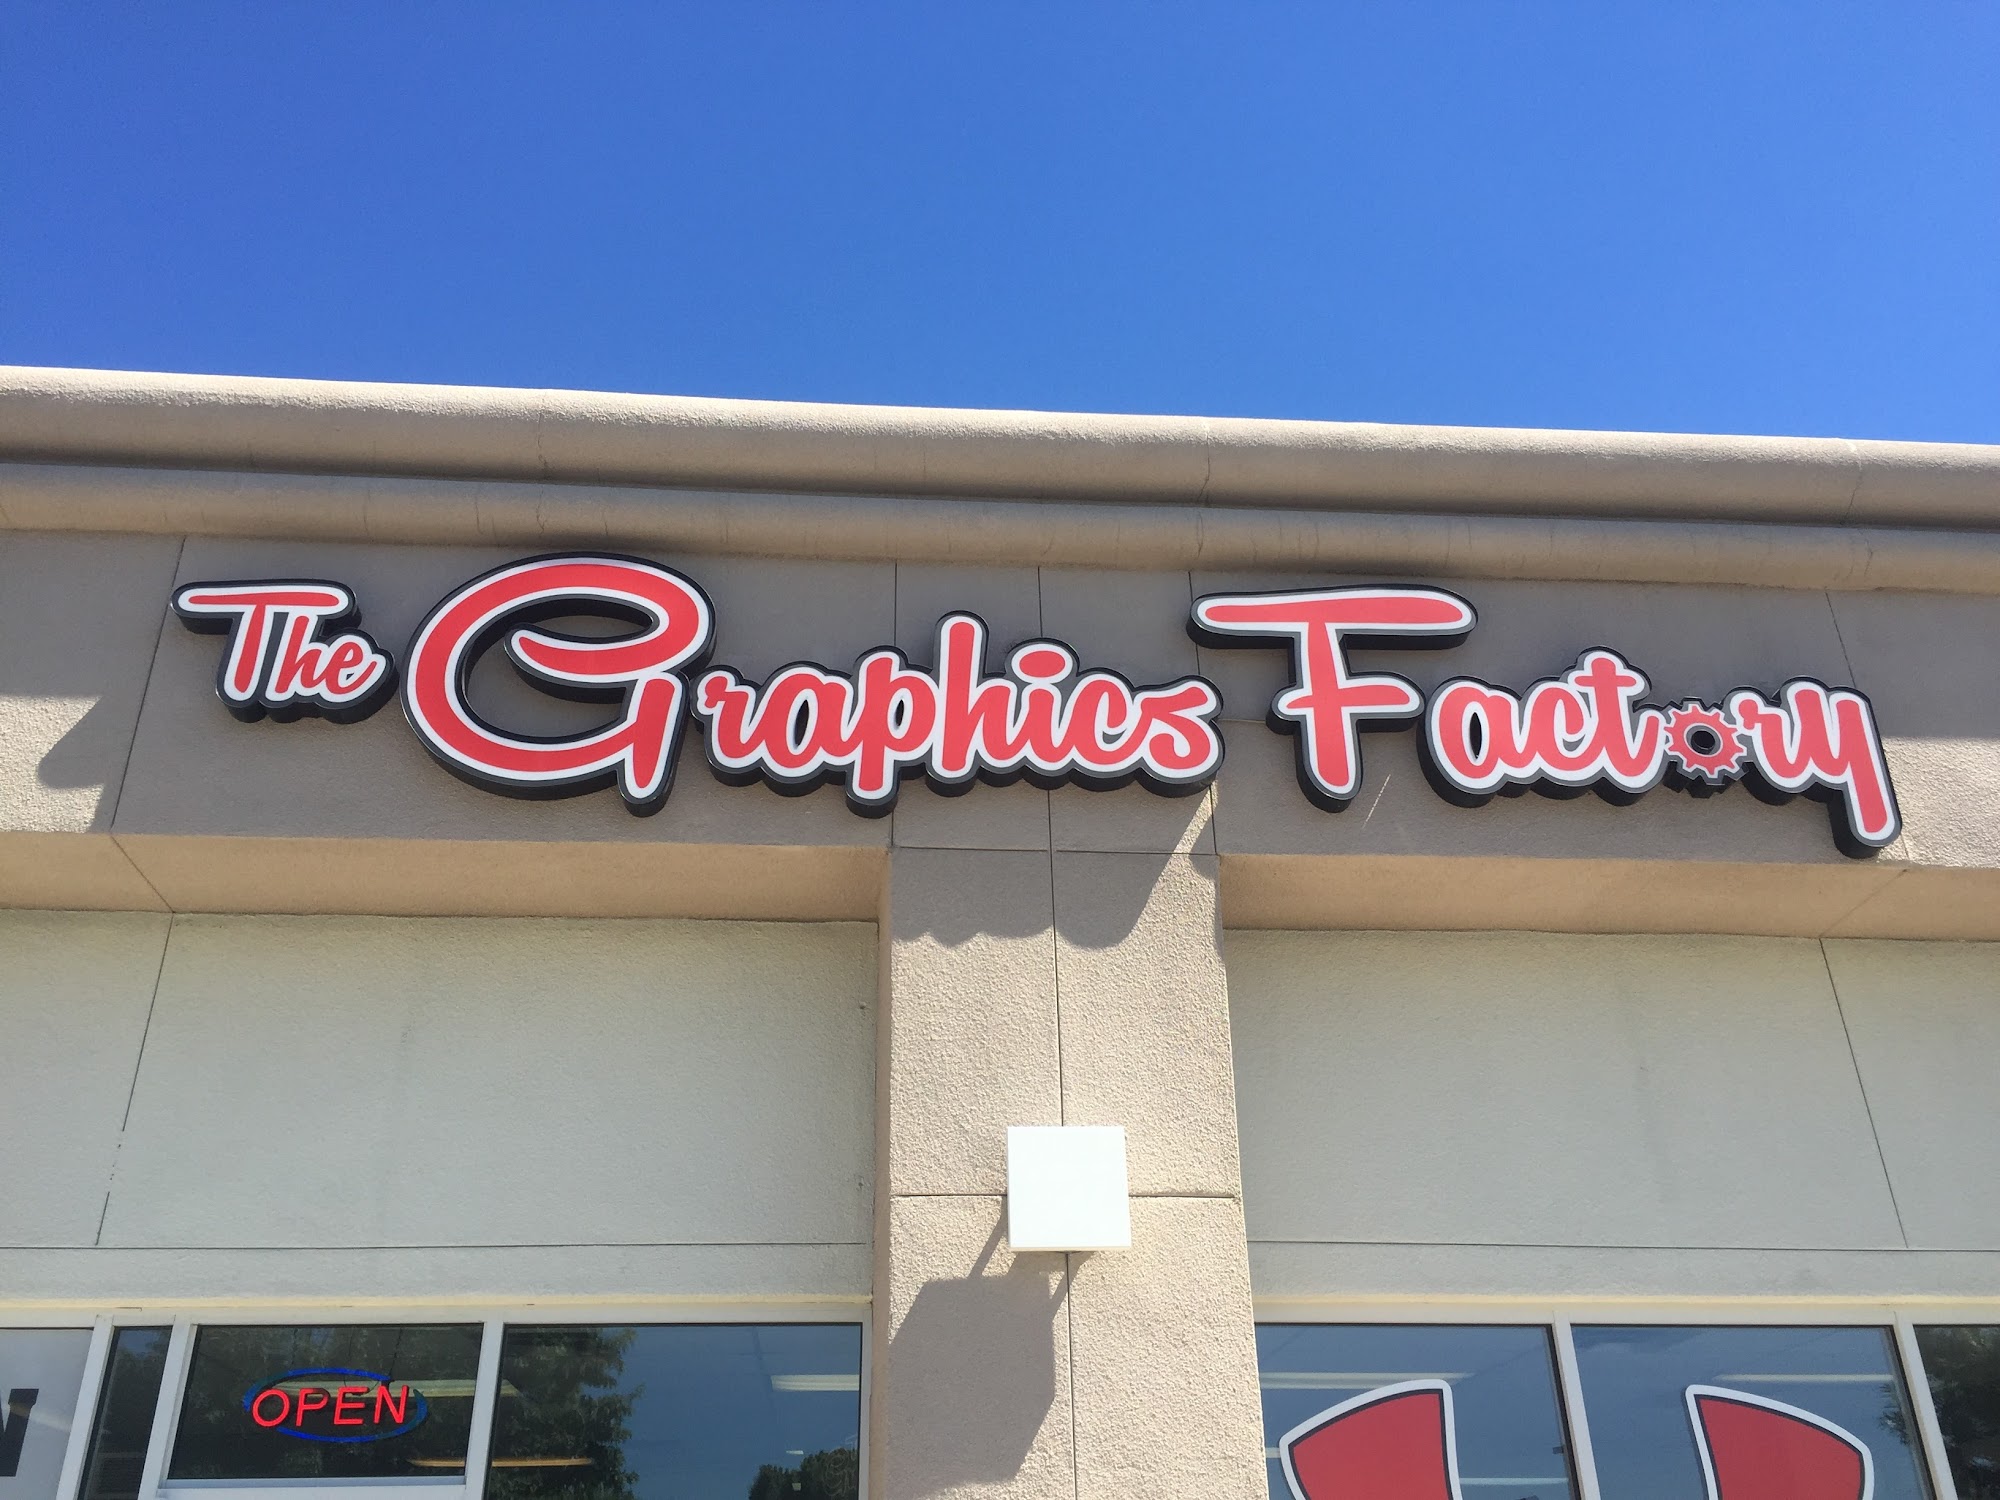 The Graphics Factory
OPEN